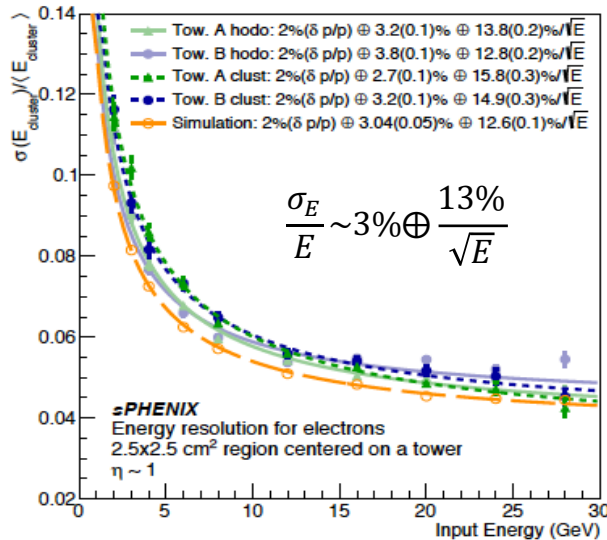 Tow. A hodo: 2%(δ p/p) ⊕ 3.2(0.1)% ⊕ 13.8(0.2)%/√E
Tow. B hodo: 2%(δ p/p) ⊕ 3.8(0.1)% ⊕ 12.8(0.2)%/√E
Tow. A clust: 2%(δ p/p) ⊕ 2.7(0.1)% ⊕ 15.8(0.3)%/√E
Tow. B clust: 2%(δ p/p) ⊕ 3.2(0.1)% ⊕ 14.9(0.3)%/√E
Simulation: 2%(δ p/p) ⊕ 3.04(0.05)% ⊕ 12.6(0.1)%/√E
σ_E/E ~3%⊕ 13%/√E
σ(E_cluster)/⟨E_cluster⟩
0.14
0.12
0.1
0.08
0.06
0.04
0.02
sPHENIX
Energy resolution for electrons
2.5x2.5 cm² region centered on a tower
η ~ 1
0 5 10 15 20 25 30
Input Energy (GeV)